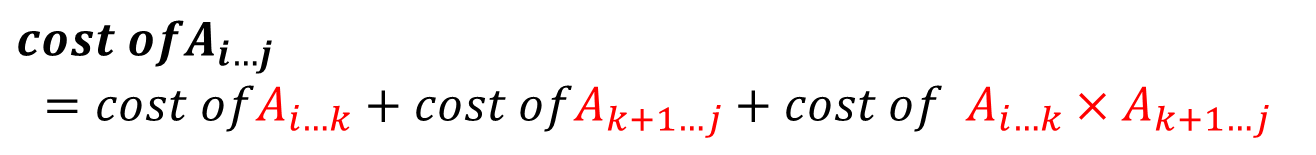 cost of A_{i…j}
= cost of A_{i…k} + cost of A_{k+1…j} + cost of A_{i…k} × A_{k+1…j}